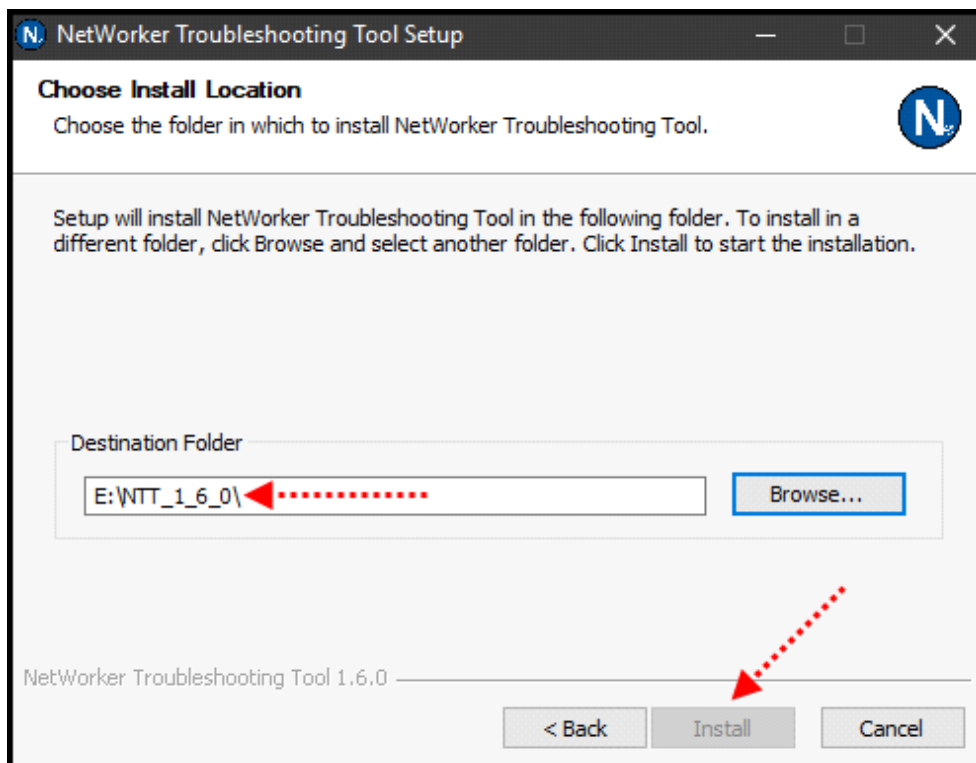 N NetWorker Troubleshooting Tool Setup
Choose Install Location
Choose the folder in which to install NetWorker Troubleshooting Tool.
N
Setup will install NetWorker Troubleshooting Tool in the following folder. To install in a
different folder, click Browse and select another folder. Click Install to start the installation.
Destination Folder
E:\NTT_1_6_0\
Browse...
NetWorker Troubleshooting Tool 1.6.0
< Back
Install
Cancel